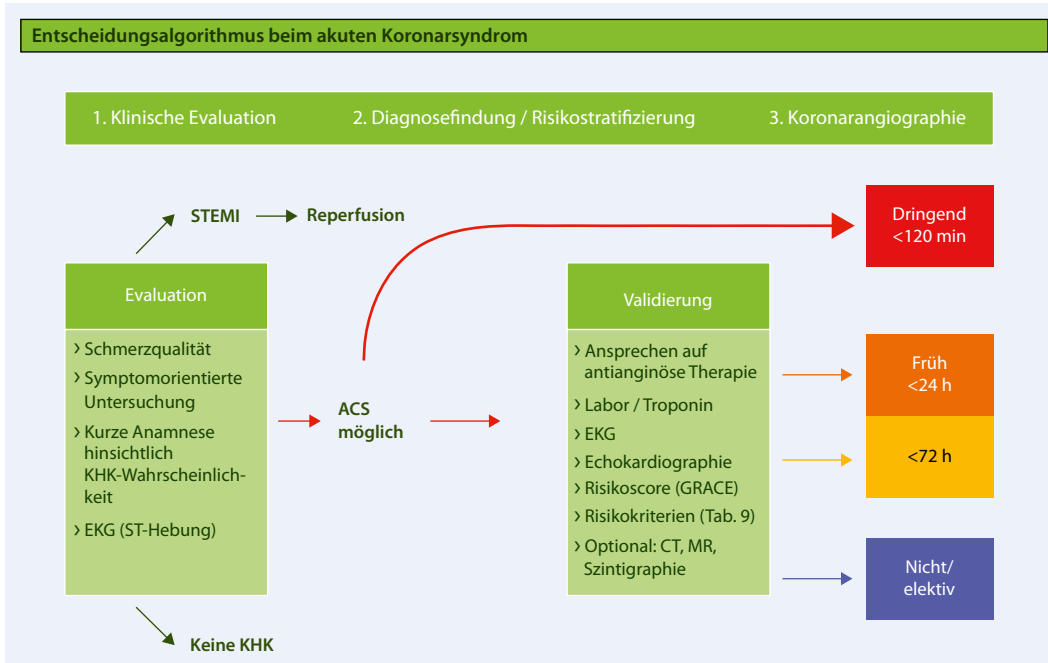 Entscheidungsalgorithmus beim akuten Koronarsyndrom
1. Klinische Evaluation
2. Diagnosefindung / Risikostratifizierung
3. Koronarangiographie
STEMI
Reperfusion
Dringend
<120 min
Evaluation
› Schmerzqualität
› Symptomorientierte
Untersuchung
› Kurze Anamnese
hinsichtlich
KHK-Wahrscheinlich-
keit
› EKG (ST-Hebung)
ACS
möglich
Validierung
› Ansprechen auf
antianginöse Therapie
› Labor / Troponin
› EKG
› Echokardiographie
› Risikoscore (GRACE)
› Risikokriterien (Tab. 9)
› Optional: CT, MR,
Szintigraphie
Früh
<24 h
<72 h
Nicht/
elektiv
Keine KHK